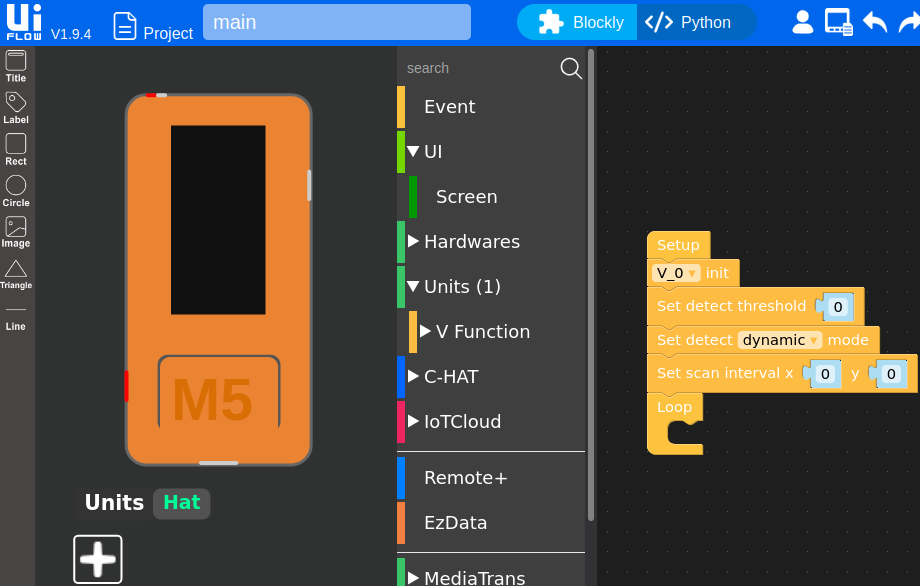 Ui
FLOW
V1.9.4
Project
main
Blockly
Python
Title
Label
Rect
Circle
Image
Triangle
Line
M5
Units Hat
search
Event
UI
Screen
Hardwares
Units (1)
V Function
C-HAT
IoTCloud
Remote+
EzData
MediaTrans
Setup
V_0 init
Set detect threshold 0
Set detect dynamic mode
Set scan interval x 0 y 0
Loop